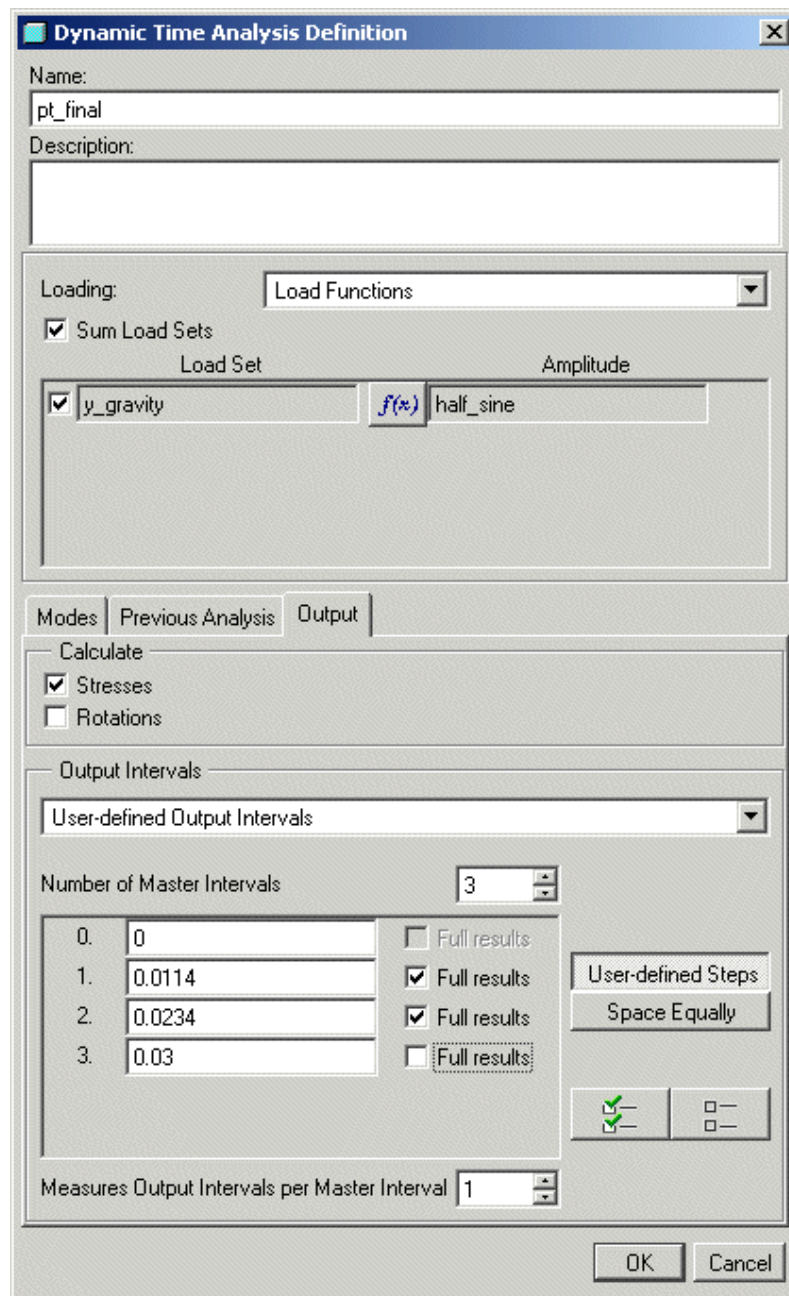 Dynamic Time Analysis Definition
Name:
pt_final
Description:
Loading: Load Functions
Sum Load Sets
Load Set Amplitude
y_gravity f(x) half_sine
Modes Previous Analysis Output
Calculate
Stresses
Rotations
Output Intervals
User-defined Output Intervals
Number of Master Intervals 3
0. 0 Full results
1. 0.0114 Full results User-defined Steps
2. 0.0234 Full results Space Equally
3. 0.03 Full results
Measures Output Intervals per Master Interval 1
OK Cancel